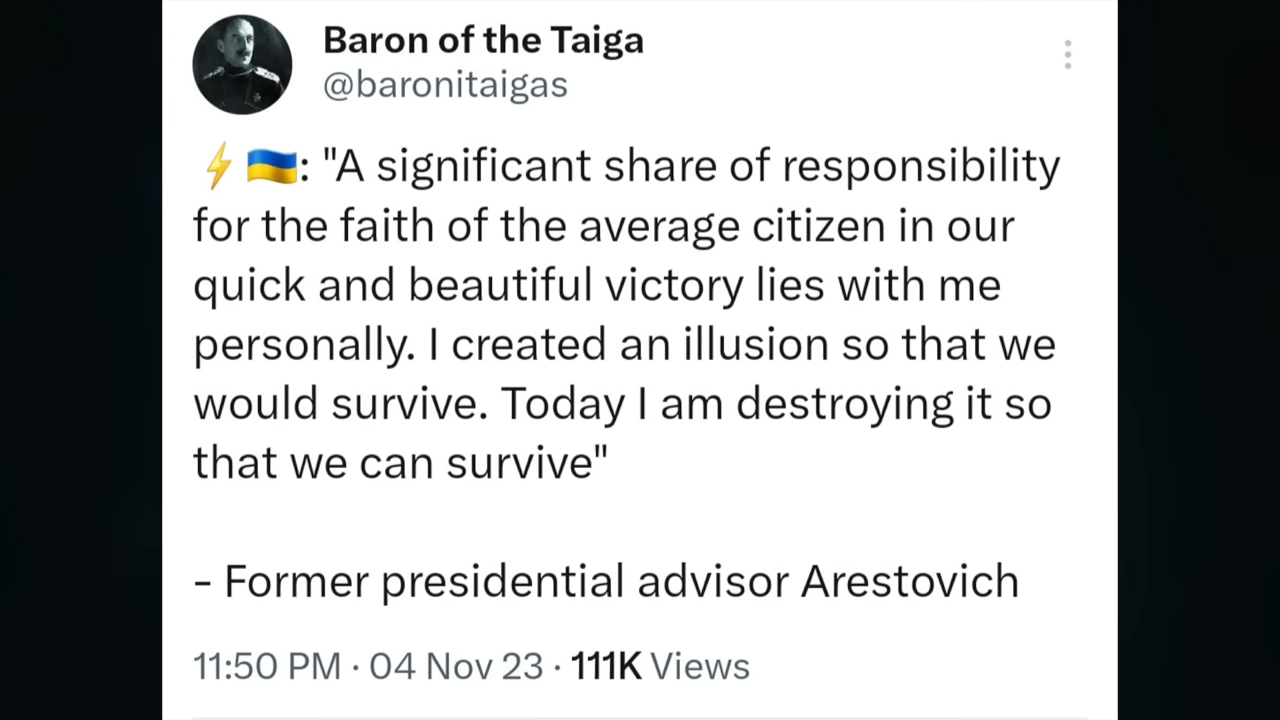 Baron of the Taiga
@baronitaigas
⚡🇺🇦: "A significant share of responsibility
for the faith of the average citizen in our
quick and beautiful victory lies with me
personally. I created an illusion so that we
would survive. Today I am destroying it so
that we can survive"
- Former presidential advisor Arestovich
11:50 PM · 04 Nov 23 · 111K Views